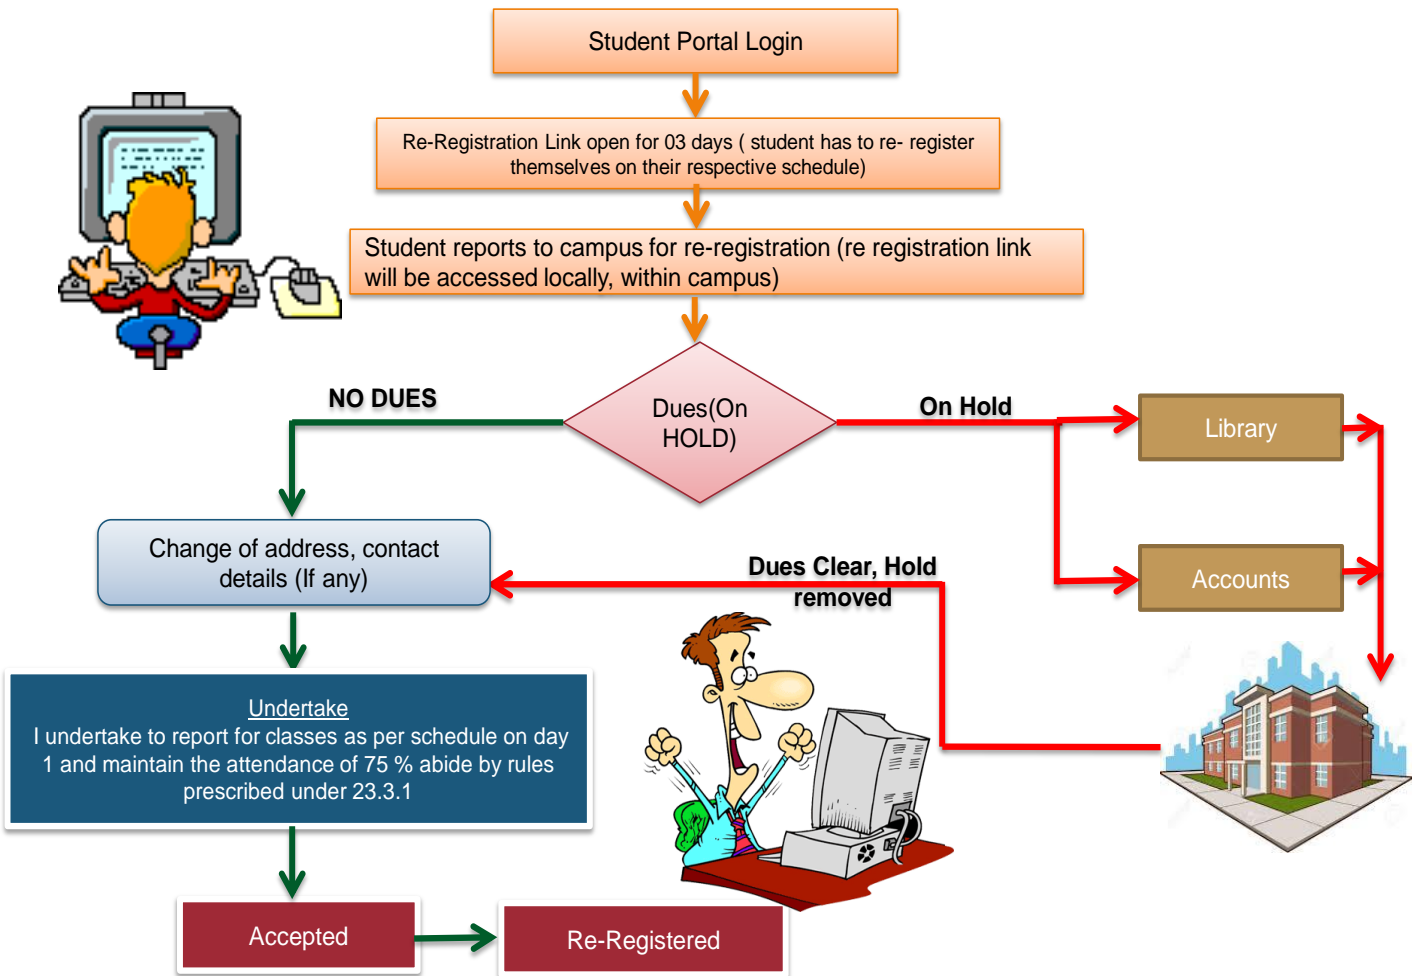 Student Portal Login
Re-Registration Link open for 03 days ( student has to re- register
themselves on their respective schedule)
Student reports to campus for re-registration (re registration link
will be accessed locally, within campus)
NO DUES
Dues(On
HOLD)
On Hold
Library
Change of address, contact
details (If any)
Dues Clear, Hold
removed
Accounts
Undertake
I undertake to report for classes as per schedule on day
1 and maintain the attendance of 75 % abide by rules
prescribed under 23.3.1
Accepted
Re-Registered